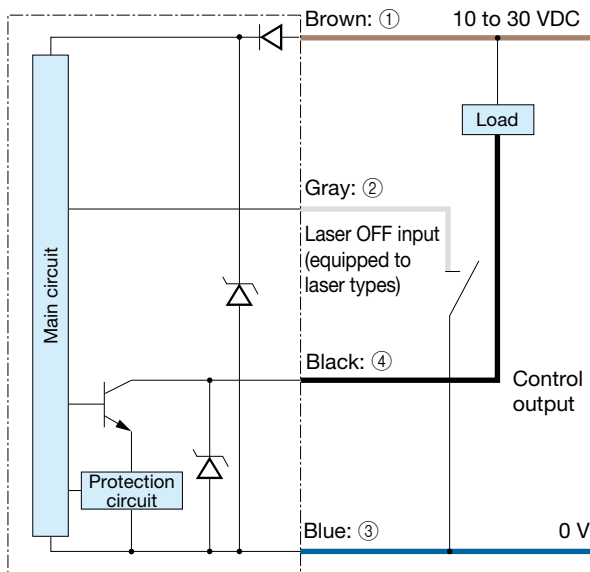 Brown: ① 10 to 30 VDC
Load
Gray: ②
Laser OFF input
(equipped to
laser types)
Main circuit
Black: ④
Control
output
Protection
circuit
Blue: ③ 0 V